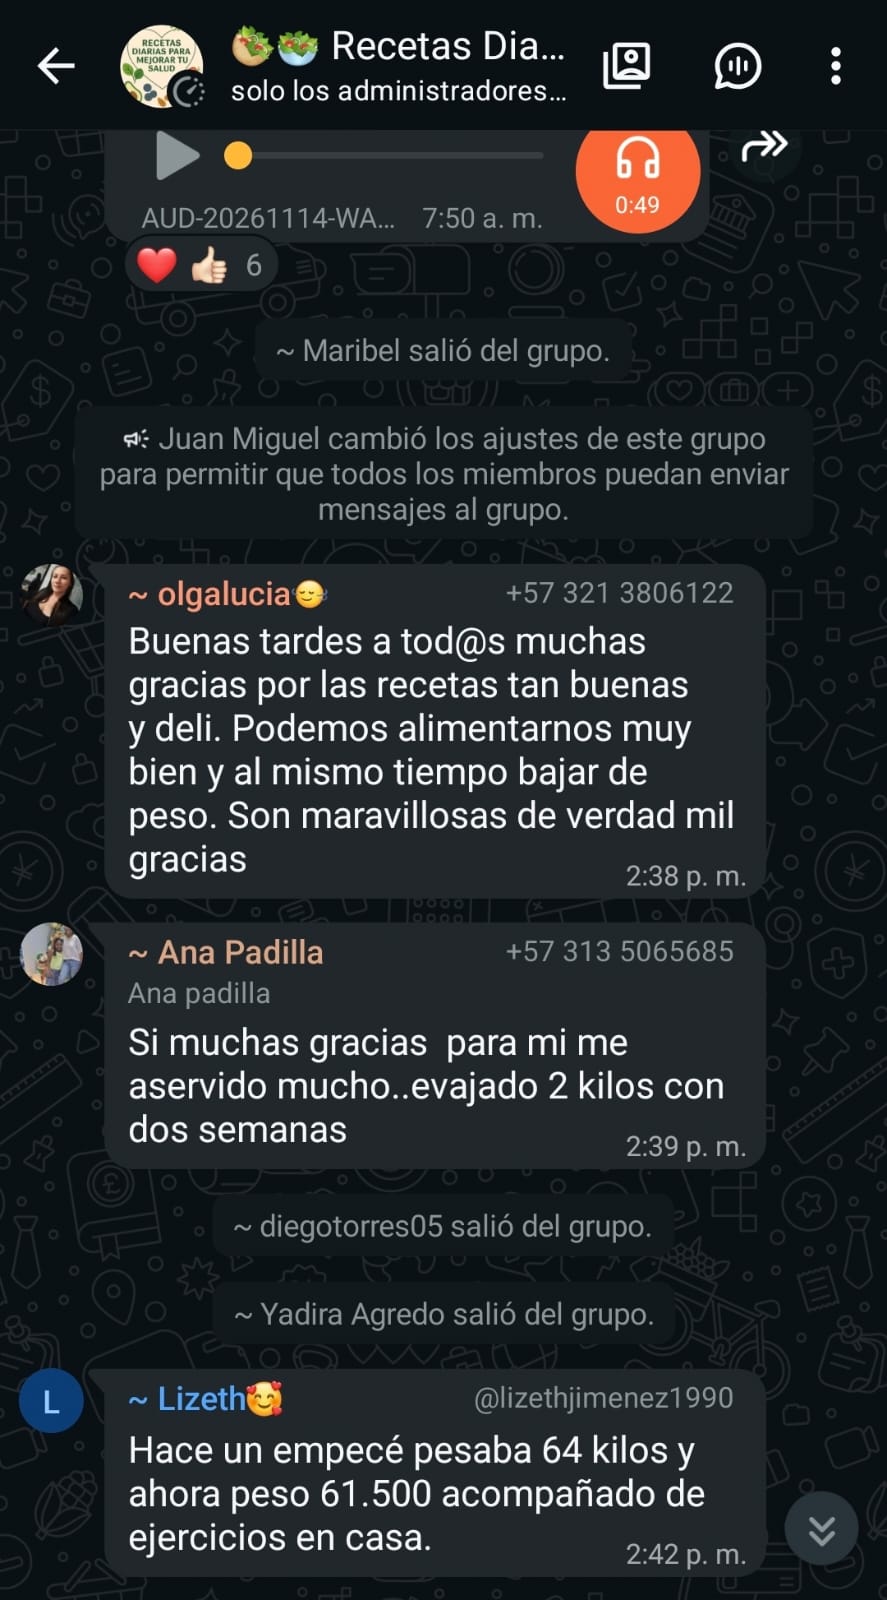 RECETAS
DIARIAS PARA
MEJORAR TU
SALUD
🥙🥗 Recetas Dia...
solo los administradores...
AUD-20261114-WA... 7:50 a. m.
0:49
❤️ 👍🏻 6
~ Maribel salió del grupo.
Juan Miguel cambió los ajustes de este grupo
para permitir que todos los miembros puedan enviar
mensajes al grupo.
~ olgalucia😌 +57 321 3806122
Buenas tardes a tod@s muchas
gracias por las recetas tan buenas
y deli. Podemos alimentarnos muy
bien y al mismo tiempo bajar de
peso. Son maravillosas de verdad mil
gracias
2:38 p. m.
~ Ana Padilla +57 313 5065685
Ana padilla
Si muchas gracias  para mi me
aservido mucho..evajado 2 kilos con
dos semanas
2:39 p. m.
~ diegotorres05 salió del grupo.
~ Yadira Agredo salió del grupo.
L
~ Lizeth🥰 @lizethjimenez1990
Hace un empecé pesaba 64 kilos y
ahora peso 61.500 acompañado de
ejercicios en casa.
2:42 p. m.